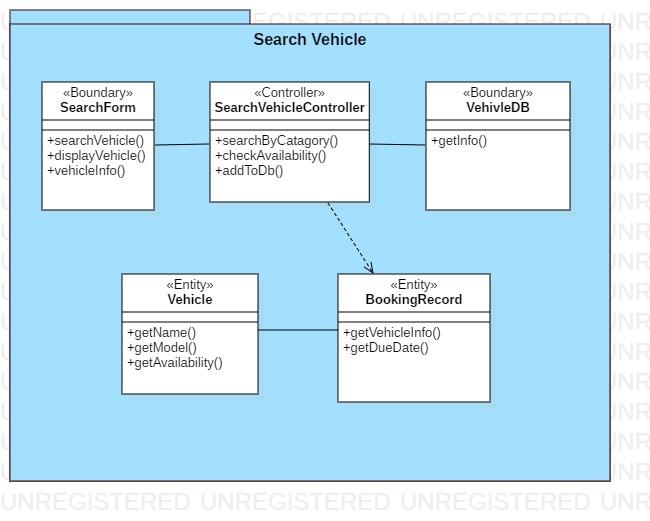 Search Vehicle
«Boundary»
SearchForm
+searchVehicle()
+displayVehicle()
+vehicleInfo()
«Controller»
SearchVehicleController
+searchByCatagory()
+checkAvailability()
+addToDb()
«Boundary»
VehivleDB
+getInfo()
«Entity»
Vehicle
+getName()
+getModel()
+getAvailability()
«Entity»
BookingRecord
+getVehicleInfo()
+getDueDate()
UNREGISTERED UNREGISTERED UNREGISTERED UNR